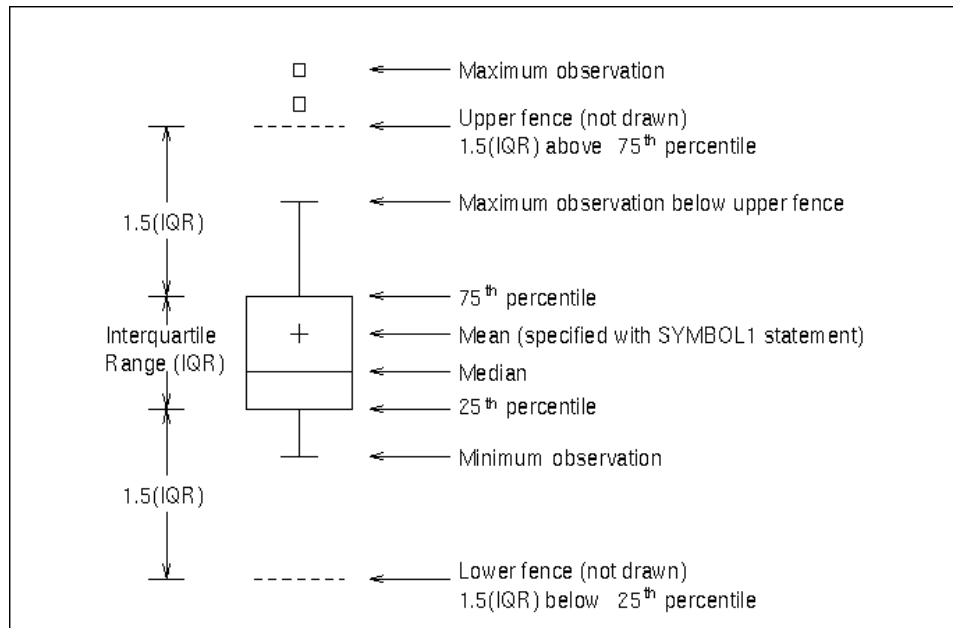 Maximum observation
Upper fence (not drawn)
1.5(IQR) above 75th percentile
Maximum observation below upper fence
1.5(IQR)
75th percentile
Interquartile
Range (IQR)
Mean (specified with SYMBOL1 statement)
Median
25th percentile
Minimum observation
1.5(IQR)
Lower fence (not drawn)
1.5(IQR) below 25th percentile